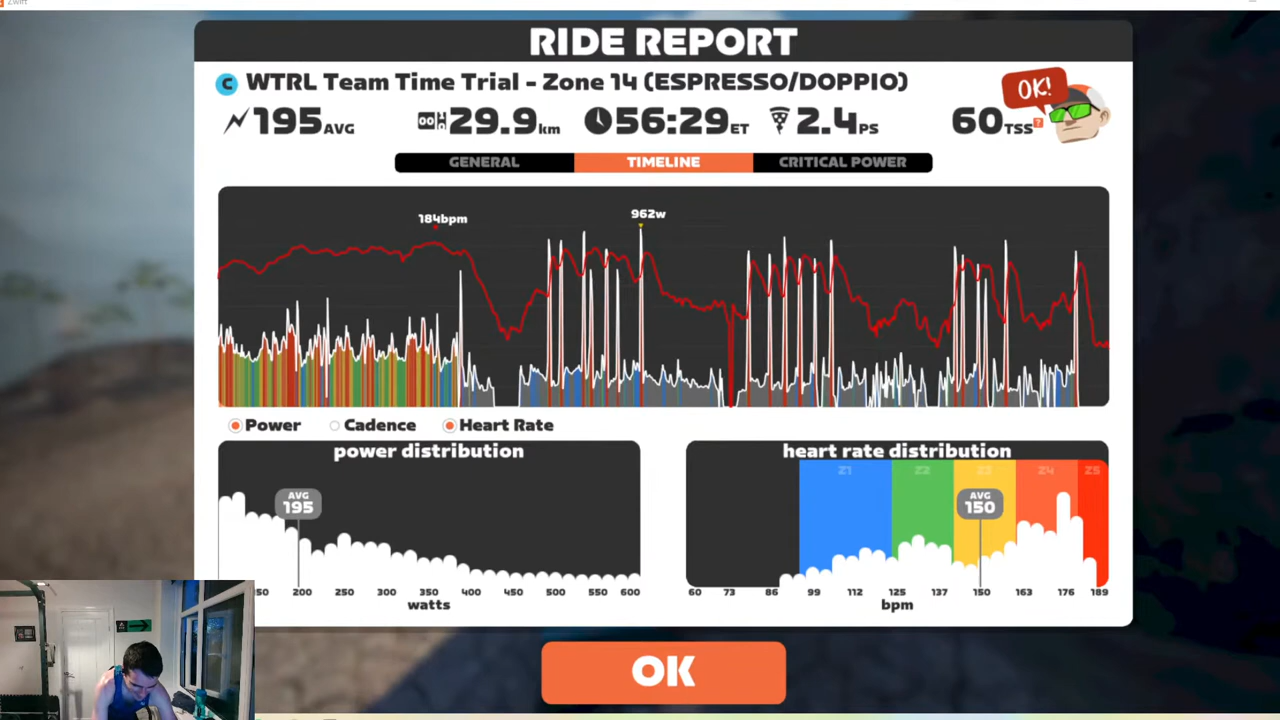 Zwift
RIDE REPORT
C WTRL Team Time Trial - Zone 14 (ESPRESSO/DOPPIO)
OK!
195AVG 29.9km 56:29ET 2.4PS 60TSS?
GENERAL TIMELINE CRITICAL POWER
184bpm 962w
Power Cadence Heart Rate
power distribution
AVG
195
50 200 250 300 350 400 450 500 550 600
watts
heart rate distribution
Z1 Z2 Z3 Z4 Z5
AVG
150
60 73 86 99 112 125 137 150 163 176 189
bpm
OK